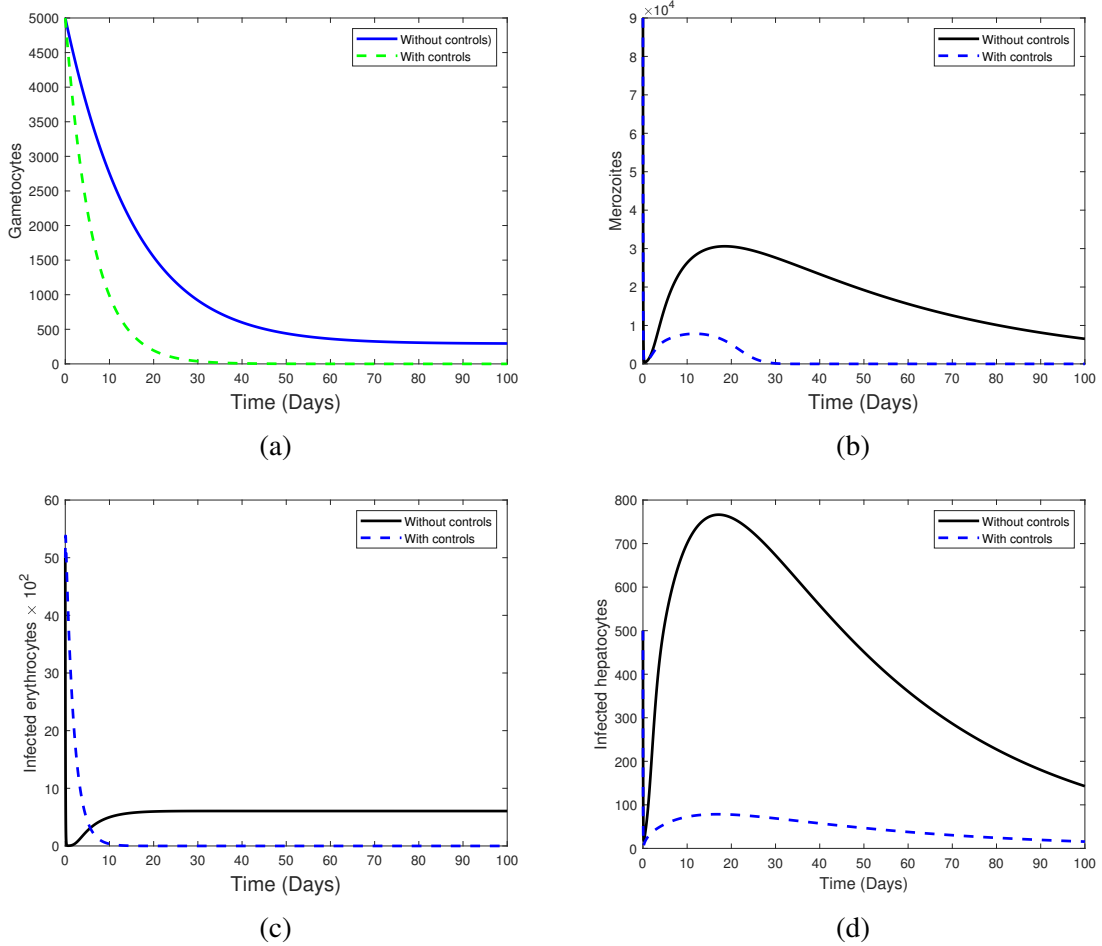 5000
4500
4000
3500
3000
2500
2000
1500
1000
500
0
Gametocytes
Without controls)
With controls
0 10 20 30 40 50 60 70 80 90 100
Time (Days)
(a)
×10^4
9
8
7
6
5
4
3
2
1
0
Merozoites
Without controls
With controls
0 10 20 30 40 50 60 70 80 90 100
Time (Days)
(b)
60
50
40
30
20
10
0
Infected erythrocytes × 10^2
Without controls
With controls
0 10 20 30 40 50 60 70 80 90 100
Time (Days)
(c)
800
700
600
500
400
300
200
100
0
Infected hepatocytes
Without controls
With controls
0 10 20 30 40 50 60 70 80 90 100
Time (Days)
(d)